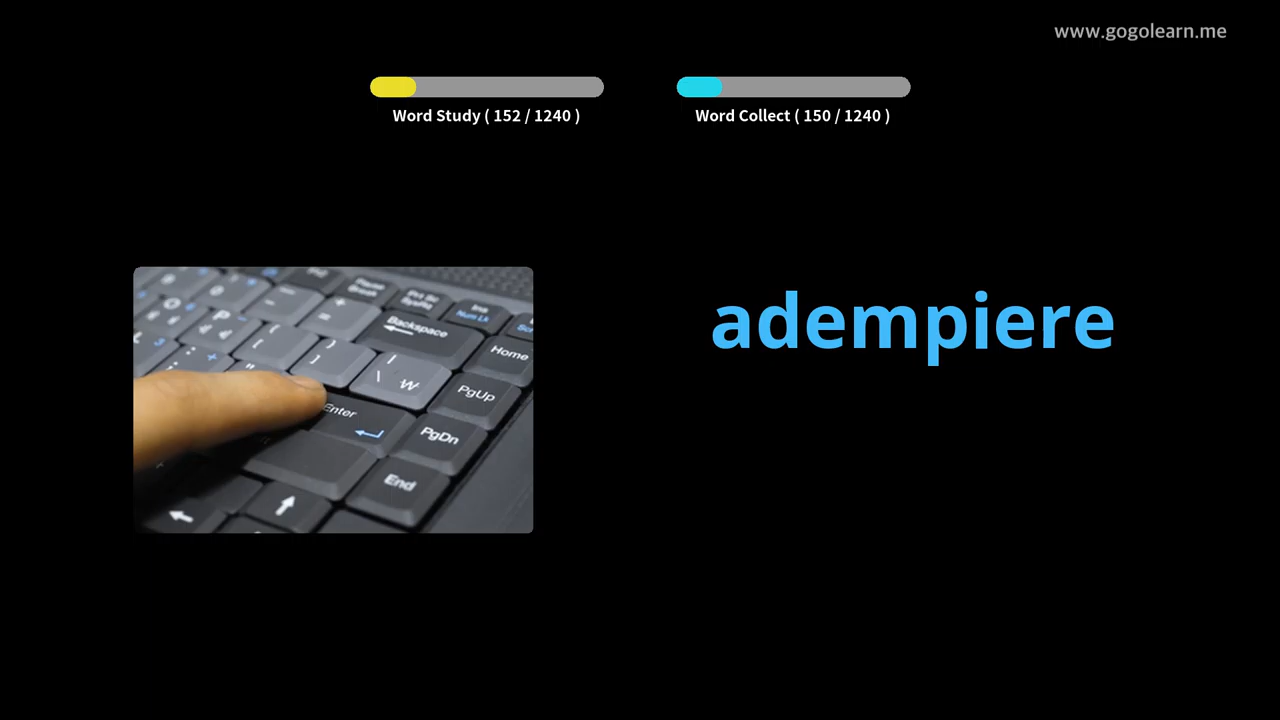 www.gogolearn.me
Word Study ( 152 / 1240 )
Word Collect ( 150 / 1240 )
adempiere
Backspace
Home
PgUp
Enter
PgDn
End